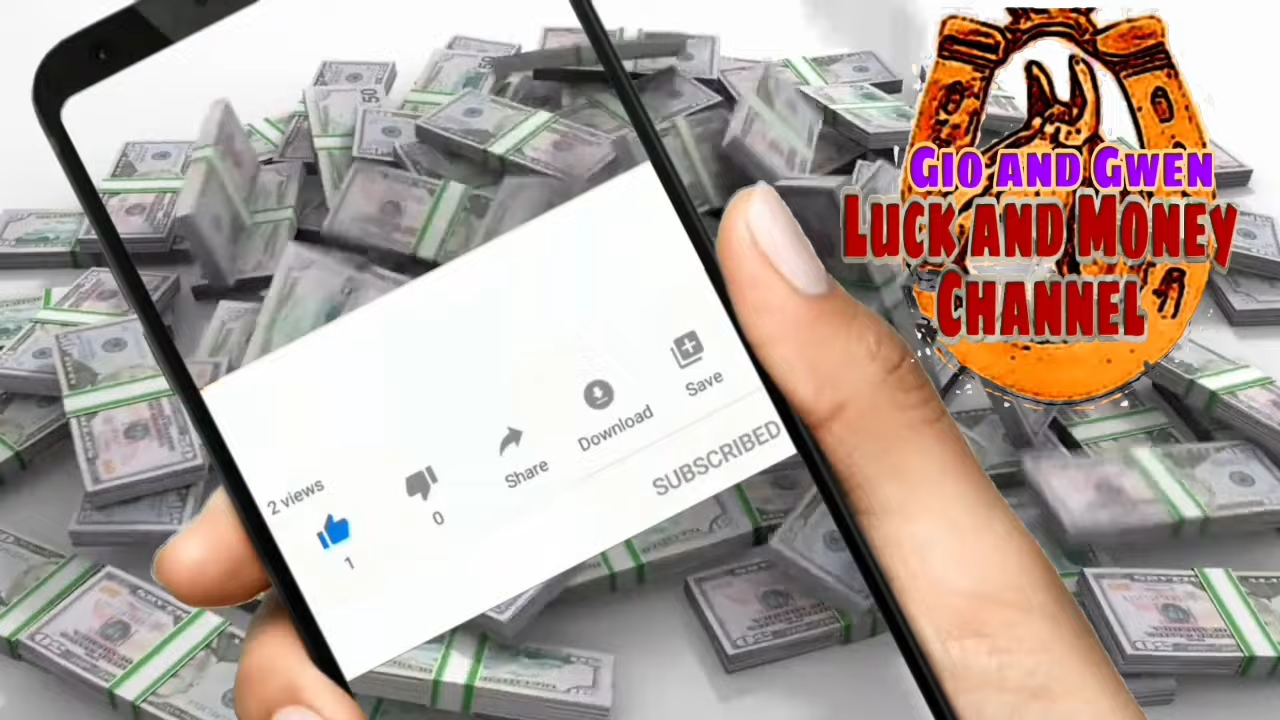 Gio and Gwen
Luck and Money
Channel
2 views
1
0
Share
Download
Save
SUBSCRIBED